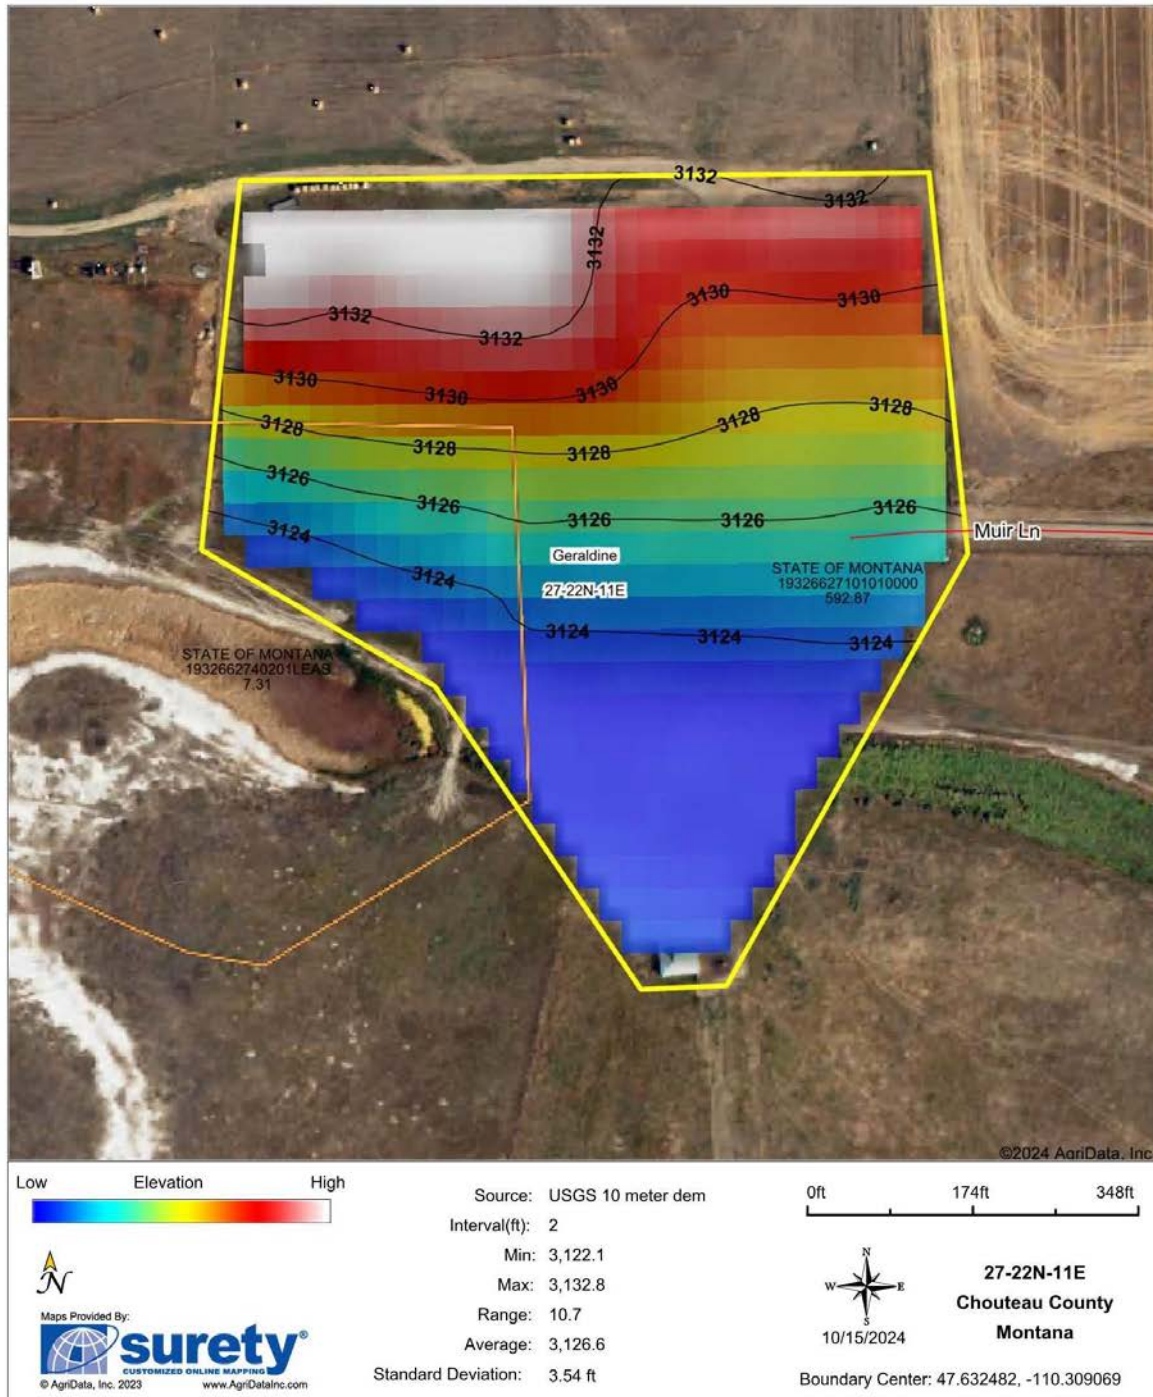 3132
3132
3132
3132
3132
3130
3130
3130
3130
3130
3128
3128
3128
3128
3128
3126
3126
3126
3126
3126
3124
3124
3124
3124
3124
Muir Ln
Geraldine
27-22N-11E
STATE OF MONTANA
19326627101010000
592.87
STATE OF MONTANA
1932662740201LEAS
7.31
©2024 AgriData, Inc
Low Elevation High
N
Maps Provided By:
surety®
CUSTOMIZED ONLINE MAPPING
© AgriData, Inc. 2023 www.AgriDataInc.com
Source: USGS 10 meter dem
Interval(ft): 2
Min: 3,122.1
Max: 3,132.8
Range: 10.7
Average: 3,126.6
Standard Deviation: 3.54 ft
0ft 174ft 348ft
N
W E
S
10/15/2024
27-22N-11E
Chouteau County
Montana
Boundary Center: 47.632482, -110.309069